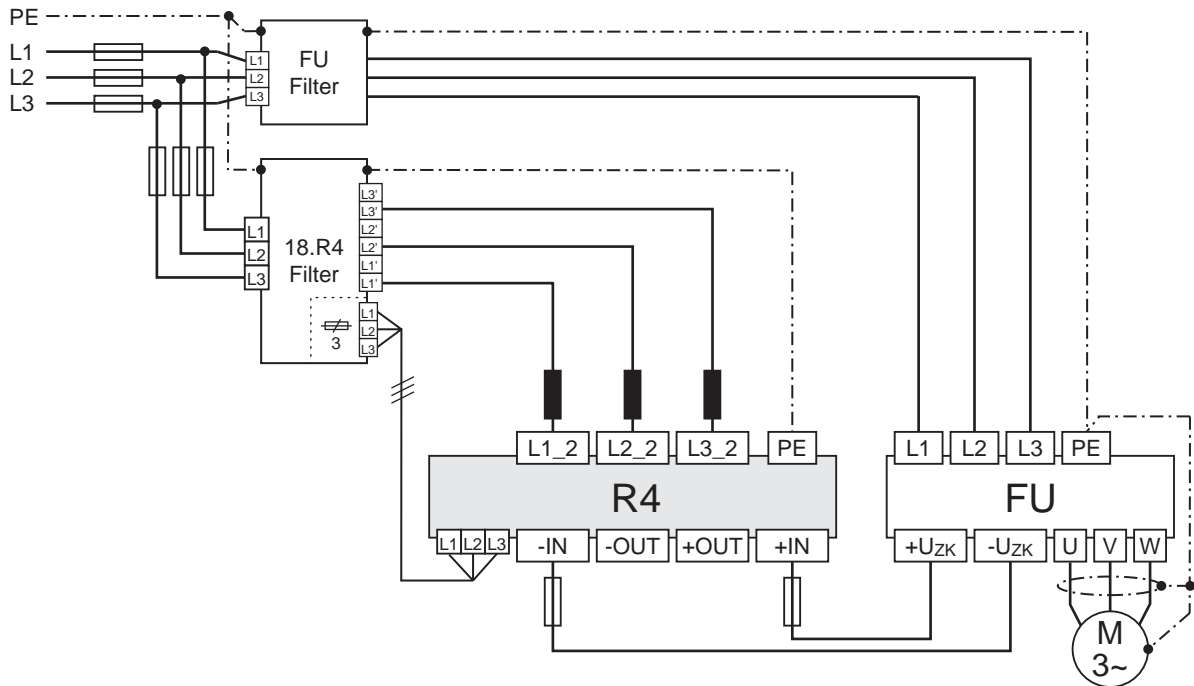 PE
L1
L2
L3
L1
L2
L3
FU
Filter
L1
L2
L3
18.R4
Filter
L3'
L3'
L2'
L2'
L1'
L1'
3
L1
L2
L3
L1_2
L2_2
L3_2
PE
R4
L1
L2
L3
-IN
-OUT
+OUT
+IN
L1
L2
L3
PE
FU
+UZK
-UZK
U
V
W
M
3~